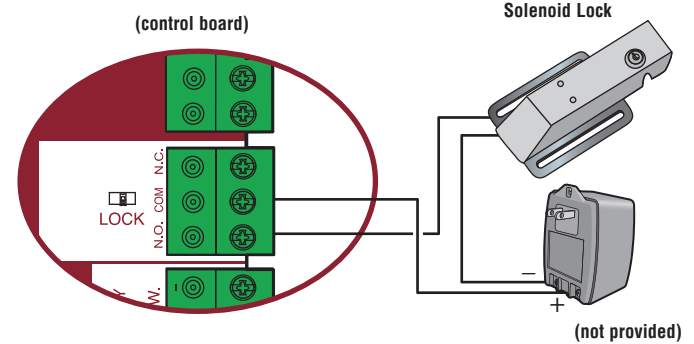 Solenoid Lock
(control board)
N.C.
COM
LOCK
N.O.
Y
W.
–
+
(not provided)